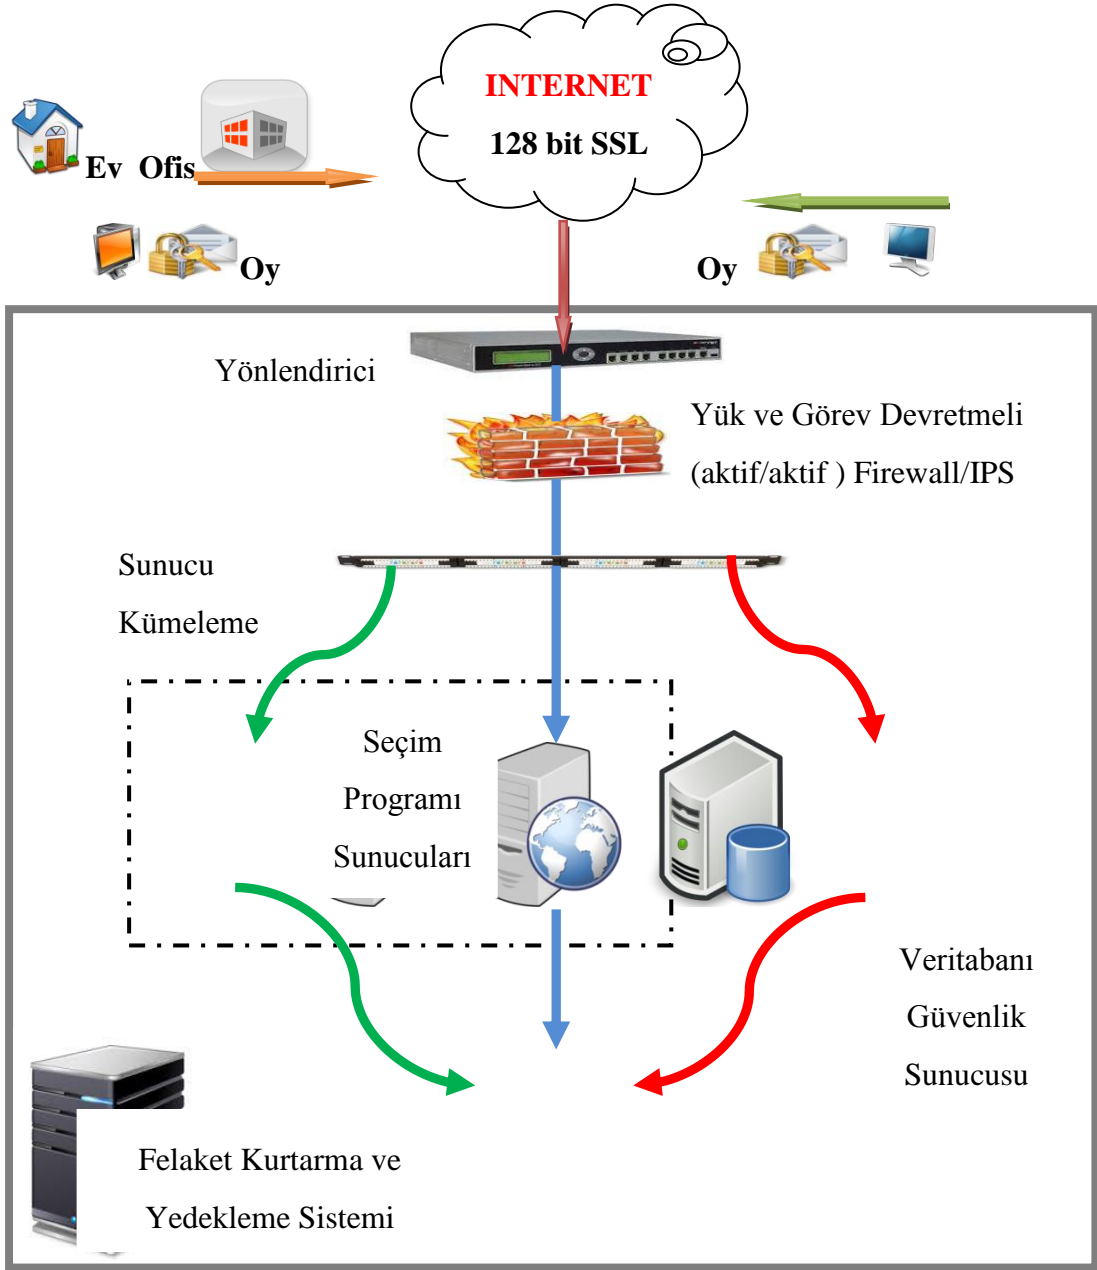 INTERNET
128 bit SSL
Ev Ofis
Oy
Oy
Yönlendirici
Yük ve Görev Devretmeli
(aktif/aktif ) Firewall/IPS
Sunucu
Kümeleme
Seçim
Programı
Sunucuları
Veritabanı
Güvenlik
Sunucusu
Felaket Kurtarma ve
Yedekleme Sistemi